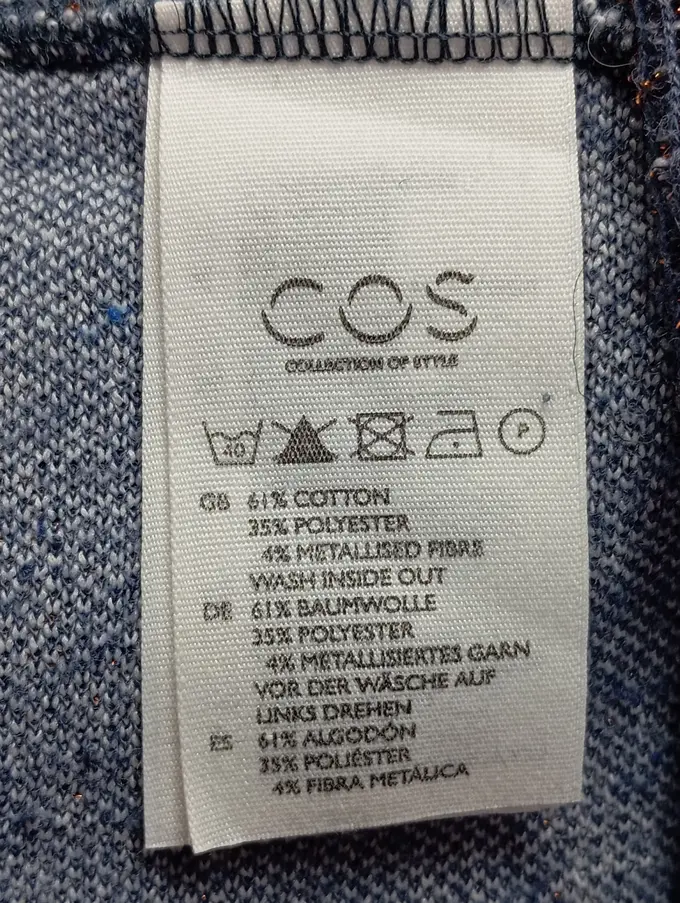 COS
COLLECTION OF STYLE
40 P
GB 61% COTTON
35% POLYESTER
4% METALLISED FIBRE
WASH INSIDE OUT
DE 61% BAUMWOLLE
35% POLYESTER
4% METALLISIERTES GARN
VOR DER WÄSCHE AUF
LINKS DREHEN
ES 61% ALGODÓN
35% POLIÉSTER
4% FIBRA METÁLICA